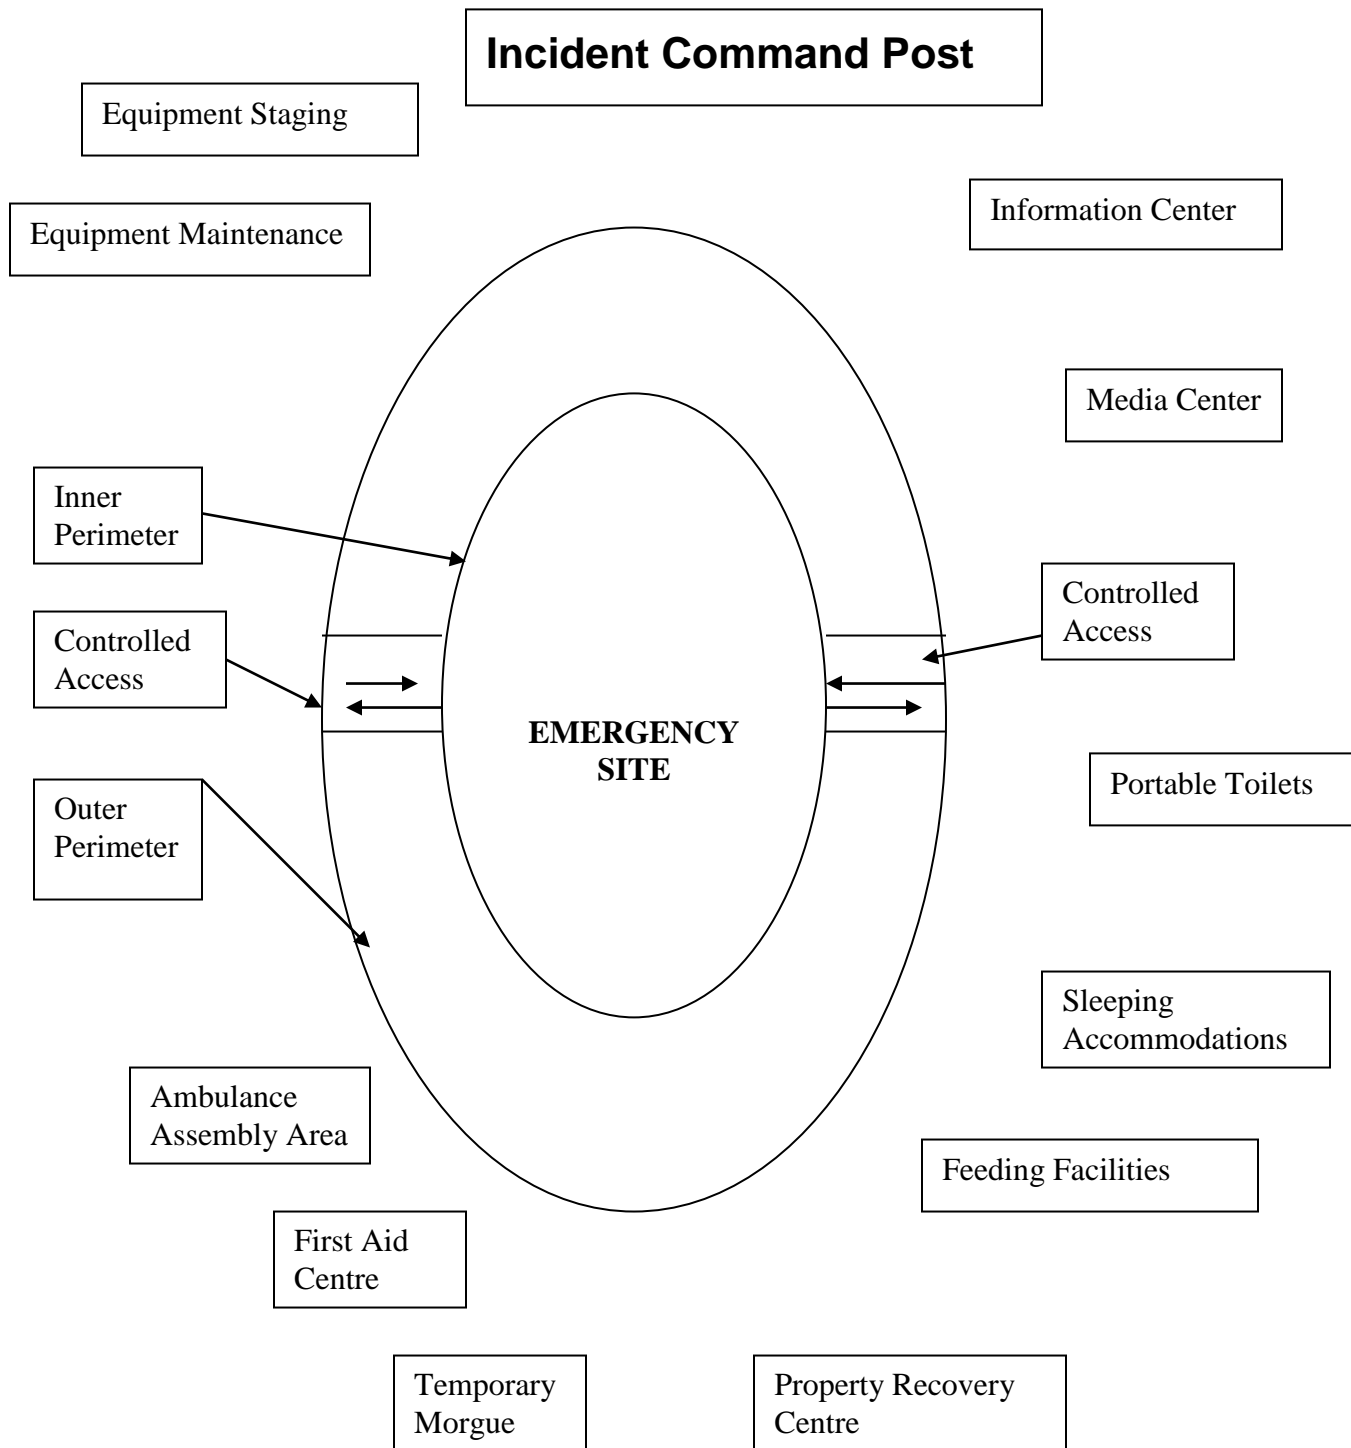 Incident Command Post
Equipment Staging
Information Center
Equipment Maintenance
Media Center
Inner
Perimeter
Controlled
Access
Controlled
Access
EMERGENCY
SITE
Portable Toilets
Outer
Perimeter
Sleeping
Accommodations
Ambulance
Assembly Area
Feeding Facilities
First Aid
Centre
Temporary
Morgue
Property Recovery
Centre